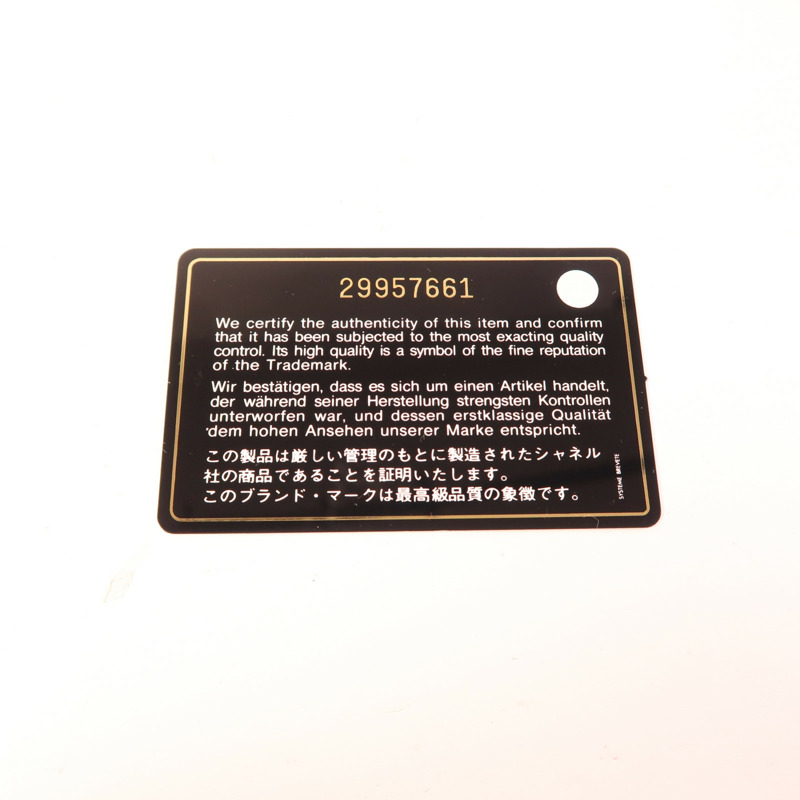 29957661
We certify the authenticity of this item and confirm
that it has been subjected to the most exacting quality
control. Its high quality is a symbol of the fine reputation
of the Trademark.
Wir bestätigen, dass es sich um einen Artikel handelt,
der während seiner Herstellung strengsten Kontrollen
unterworfen war, und dessen erstklassige Qualität
dem hohen Ansehen unserer Marke entspricht.
この製品は厳しい管理のもとに製造されたシャネル
社の商品であることを証明いたします。
このブランド・マークは最高級品質の象徴です。
SYSTEME BREVETE